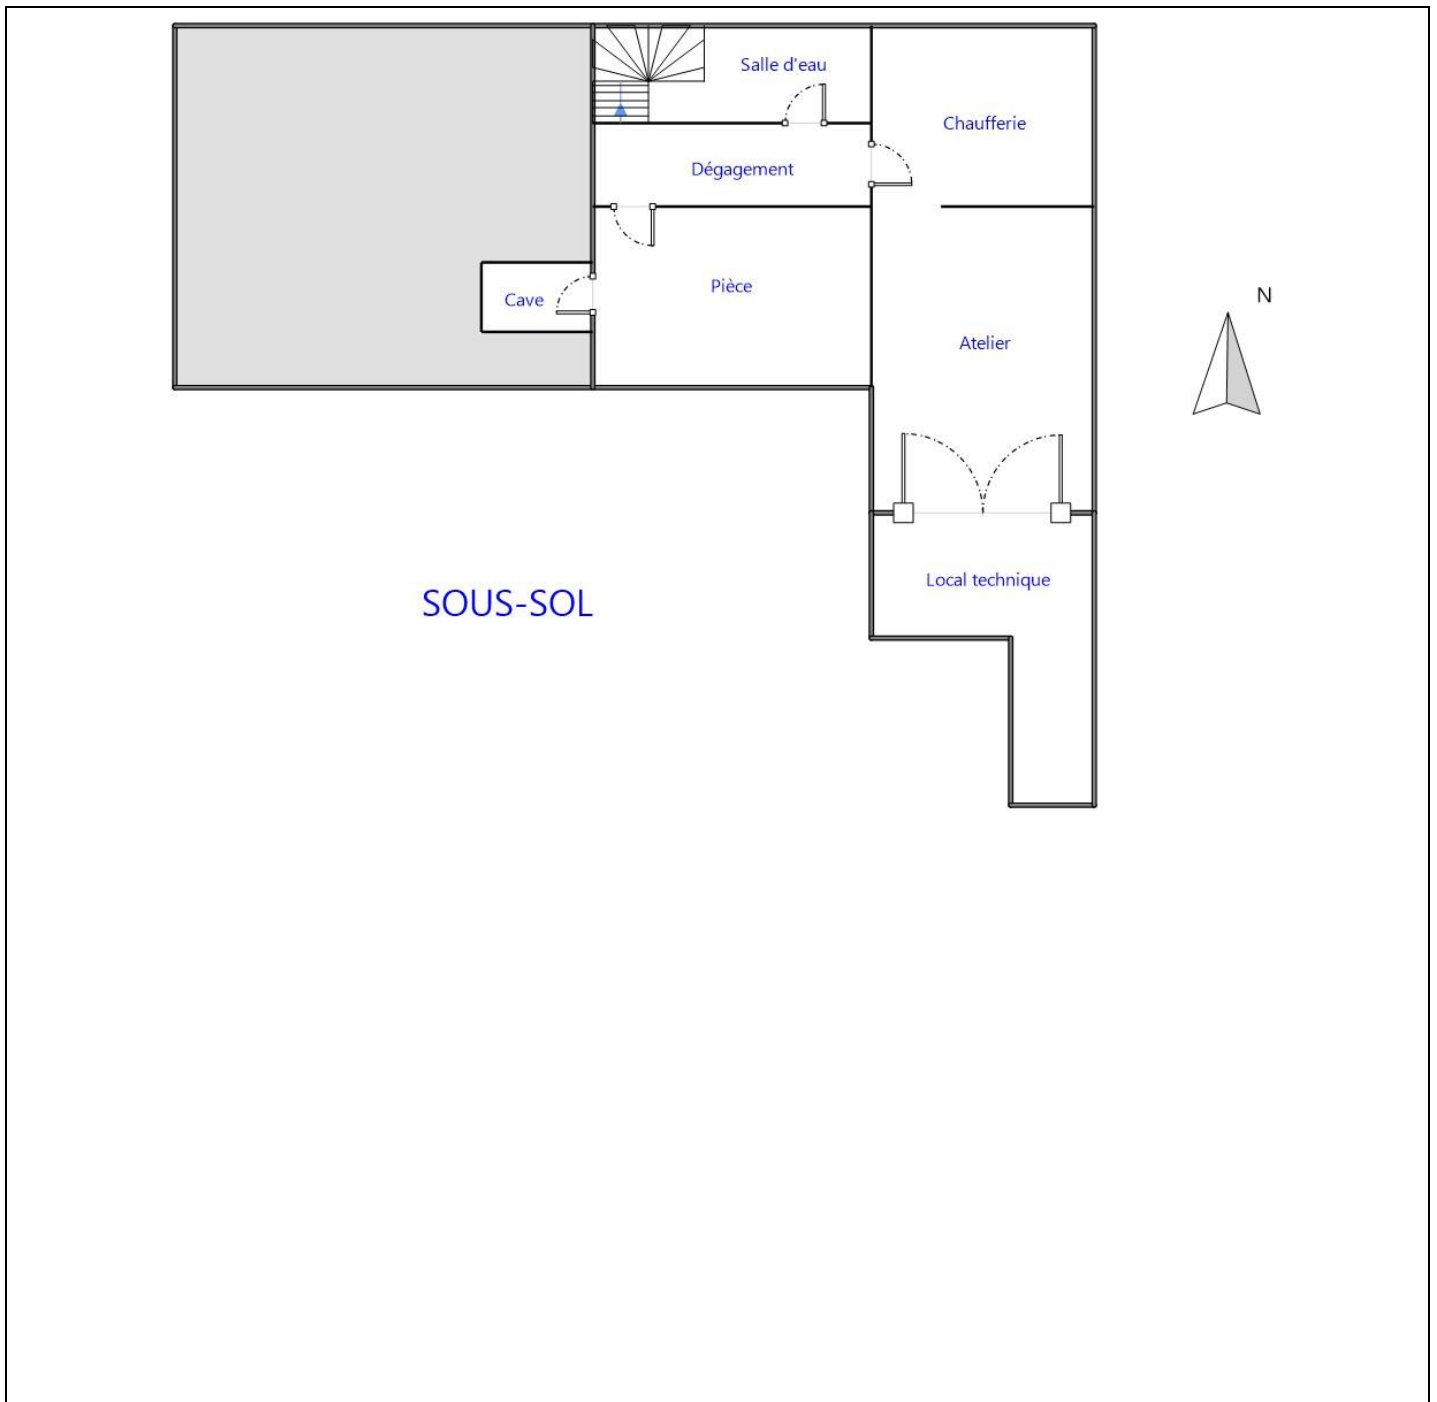 Salle d'eau
Chaufferie
Dégagement
Pièce
Cave
N
Atelier
Local technique
SOUS-SOL